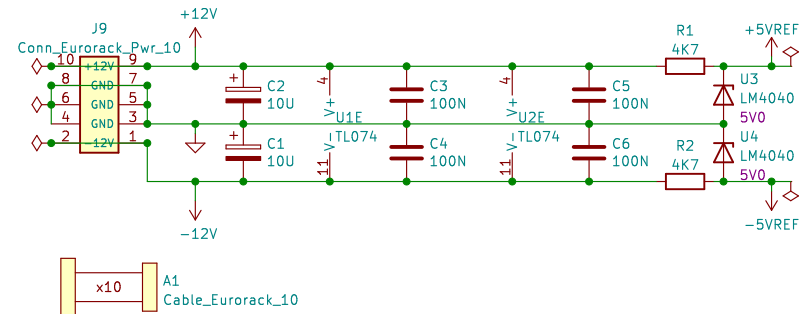 +12V
J9
Conn_Eurorack_Pwr_10
10 +12V 9
8 GND 7
6 GND 5
4 GND 3
2 -12V 1
+ C2
10U
+ C1
10U
4
V+
U1E
V-
TL074
11
C3
100N
C4
100N
4
V+
U2E
V-
TL074
11
C5
100N
C6
100N
R1
4K7
R2
4K7
+5VREF
U3
LM4040
5V0
U4
LM4040
5V0
-12V
-5VREF
x10
A1
Cable_Eurorack_10